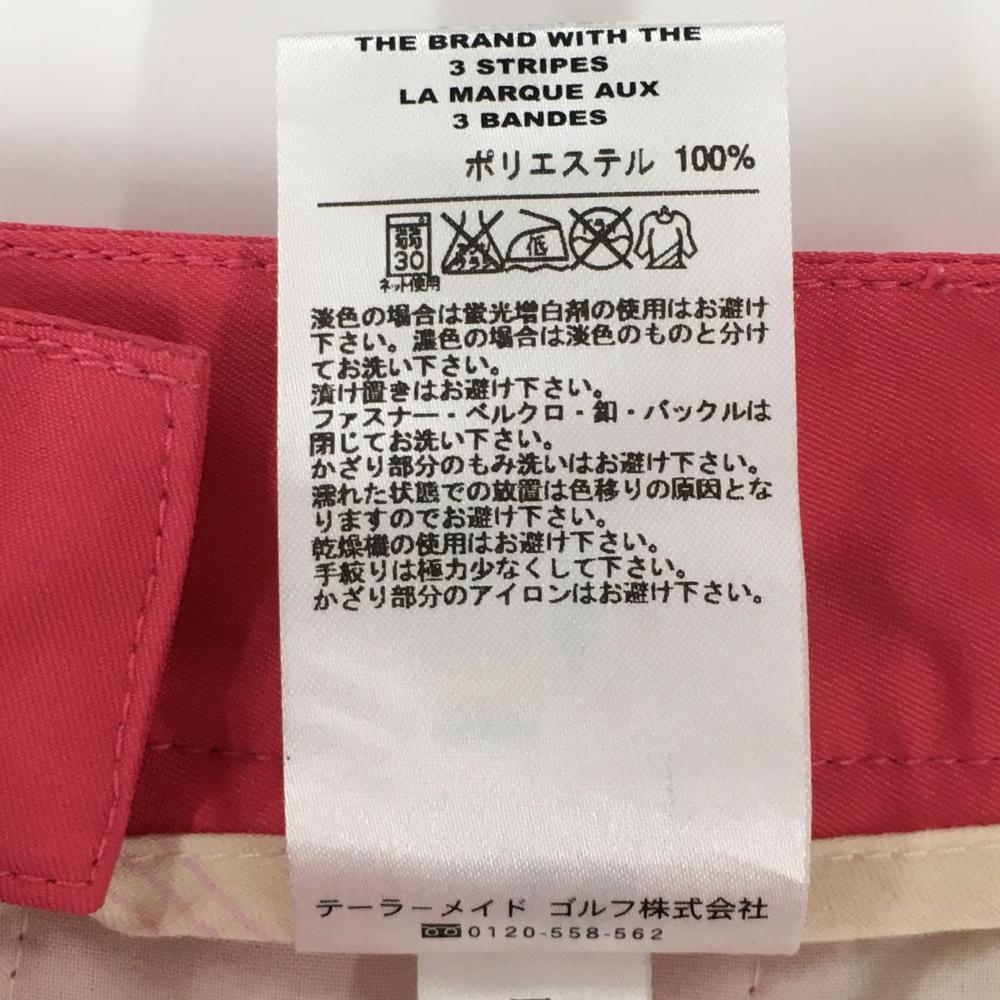 THE BRAND WITH THE
3 STRIPES
LA MARQUE AUX
3 BANDES
ポリエステル 100%
30
低
ネット使用
淡色の場合は蛍光増白剤の使用はお避け
下さい。濃色の場合は淡色のものと分け
てお洗い下さい。
漬け置きはお避け下さい。
ファスナー・ベルクロ・釦・バックルは
閉じてお洗い下さい。
かざり部分のもみ洗いはお避け下さい。
濡れた状態での放置は色移りの原因とな
りますのでお避け下さい。
乾燥機の使用はお避け下さい。
手絞りは極力少なくして下さい。
かざり部分のアイロンはお避け下さい。
テーラーメイド ゴルフ株式会社
0120-558-562